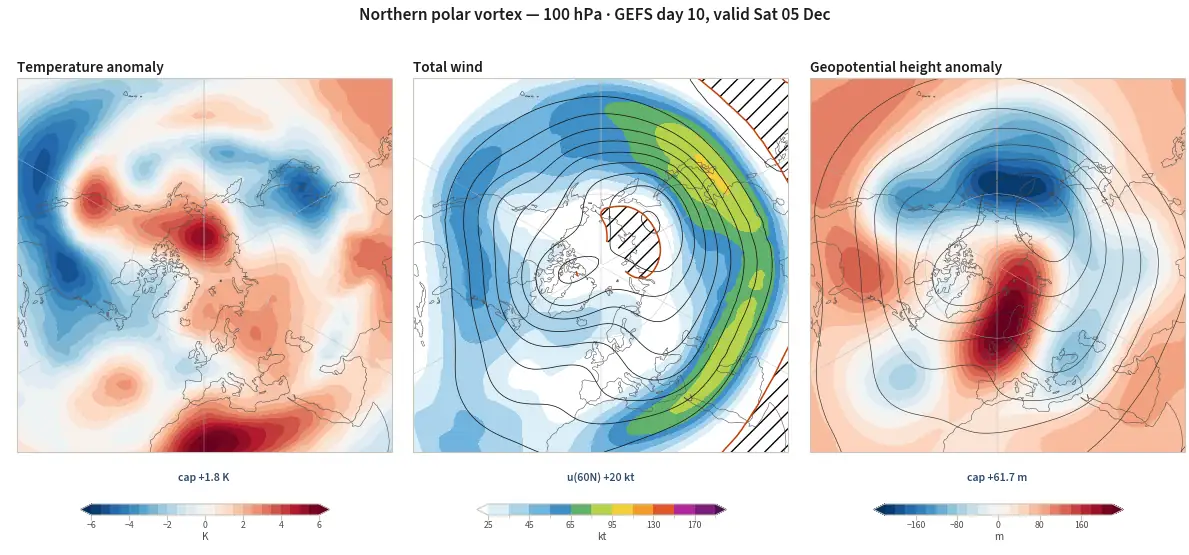 Northern polar vortex — 100 hPa · GEFS day 10, valid Sat 05 Dec
Temperature anomaly
Total wind
Geopotential height anomaly
cap +1.8 K
u(60N) +20 kt
cap +61.7 m
−6 −4 −2 0 2 4 6
K
25 45 65 95 130 170
kt
−160 −80 0 80 160
m